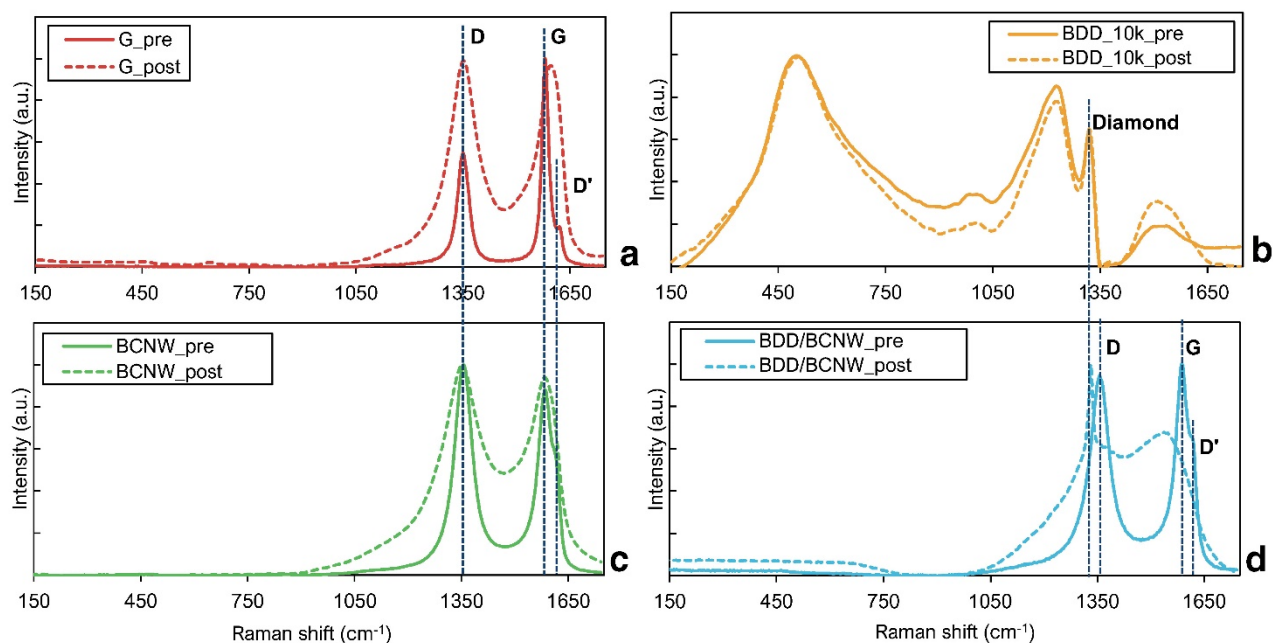 G_pre
G_post
D
G
D'
Intensity (a.u.)
a
150 450 750 1050 1350 1650
BDD_10k_pre
BDD_10k_post
Diamond
Intensity (a.u.)
b
150 450 750 1050 1350 1650
BCNW_pre
BCNW_post
Intensity (a.u.)
c
150 450 750 1050 1350 1650
Raman shift (cm⁻¹)
BDD/BCNW_pre
BDD/BCNW_post
D
G
D'
Intensity (a.u.)
d
150 450 750 1050 1350 1650
Raman shift (cm⁻¹)